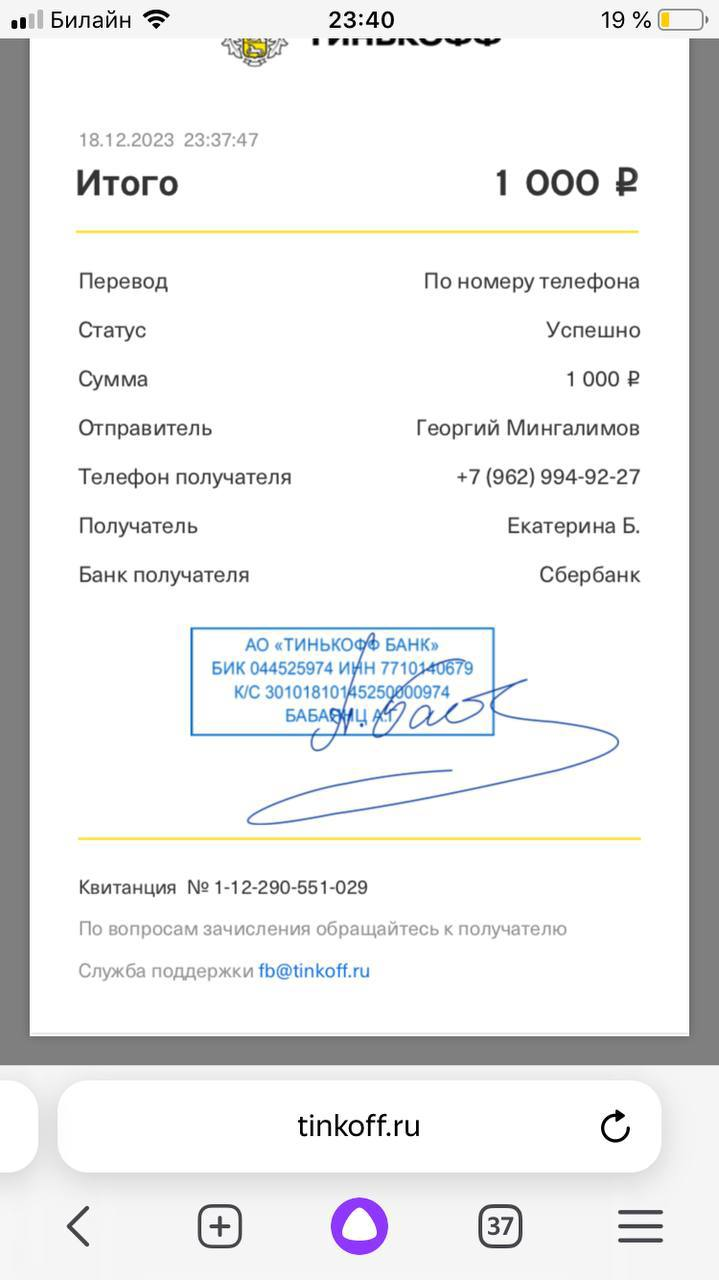 Билайн 23:40 19 %
ТИНЬКОФФ
18.12.2023 23:37:47
Итого 1 000 ₽
Перевод По номеру телефона
Статус Успешно
Сумма 1 000 ₽
Отправитель Георгий Мингалимов
Телефон получателя +7 (962) 994-92-27
Получатель Екатерина Б.
Банк получателя Сбербанк
АО «ТИНЬКОФФ БАНК»
БИК 044525974 ИНН 7710140679
К/С 30101810145250000974
БАБАЯНЦ А.Г
Квитанция № 1-12-290-551-029
По вопросам зачисления обращайтесь к получателю
Служба поддержки fb@tinkoff.ru
tinkoff.ru
37